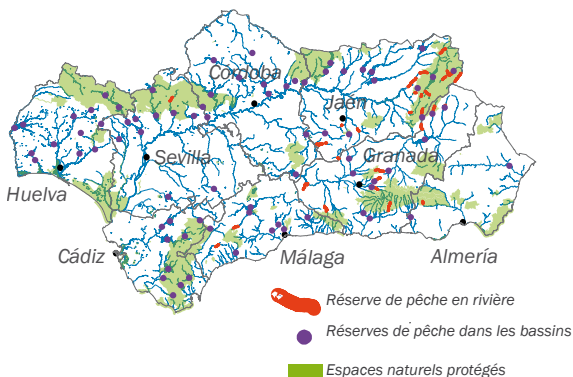 Córdoba
Jaén
Sevilla
Granada
Huelva
Cádiz
Málaga
Almería
Réserve de pêche en rivière
Réserves de pêche dans les bassins
Espaces naturels protégés